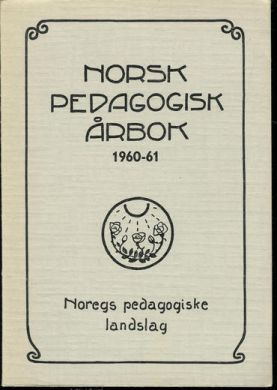 NORSK
PEDAGOGISK
ÅRBOK
1960-61
Noregs pedagogiske
landslag